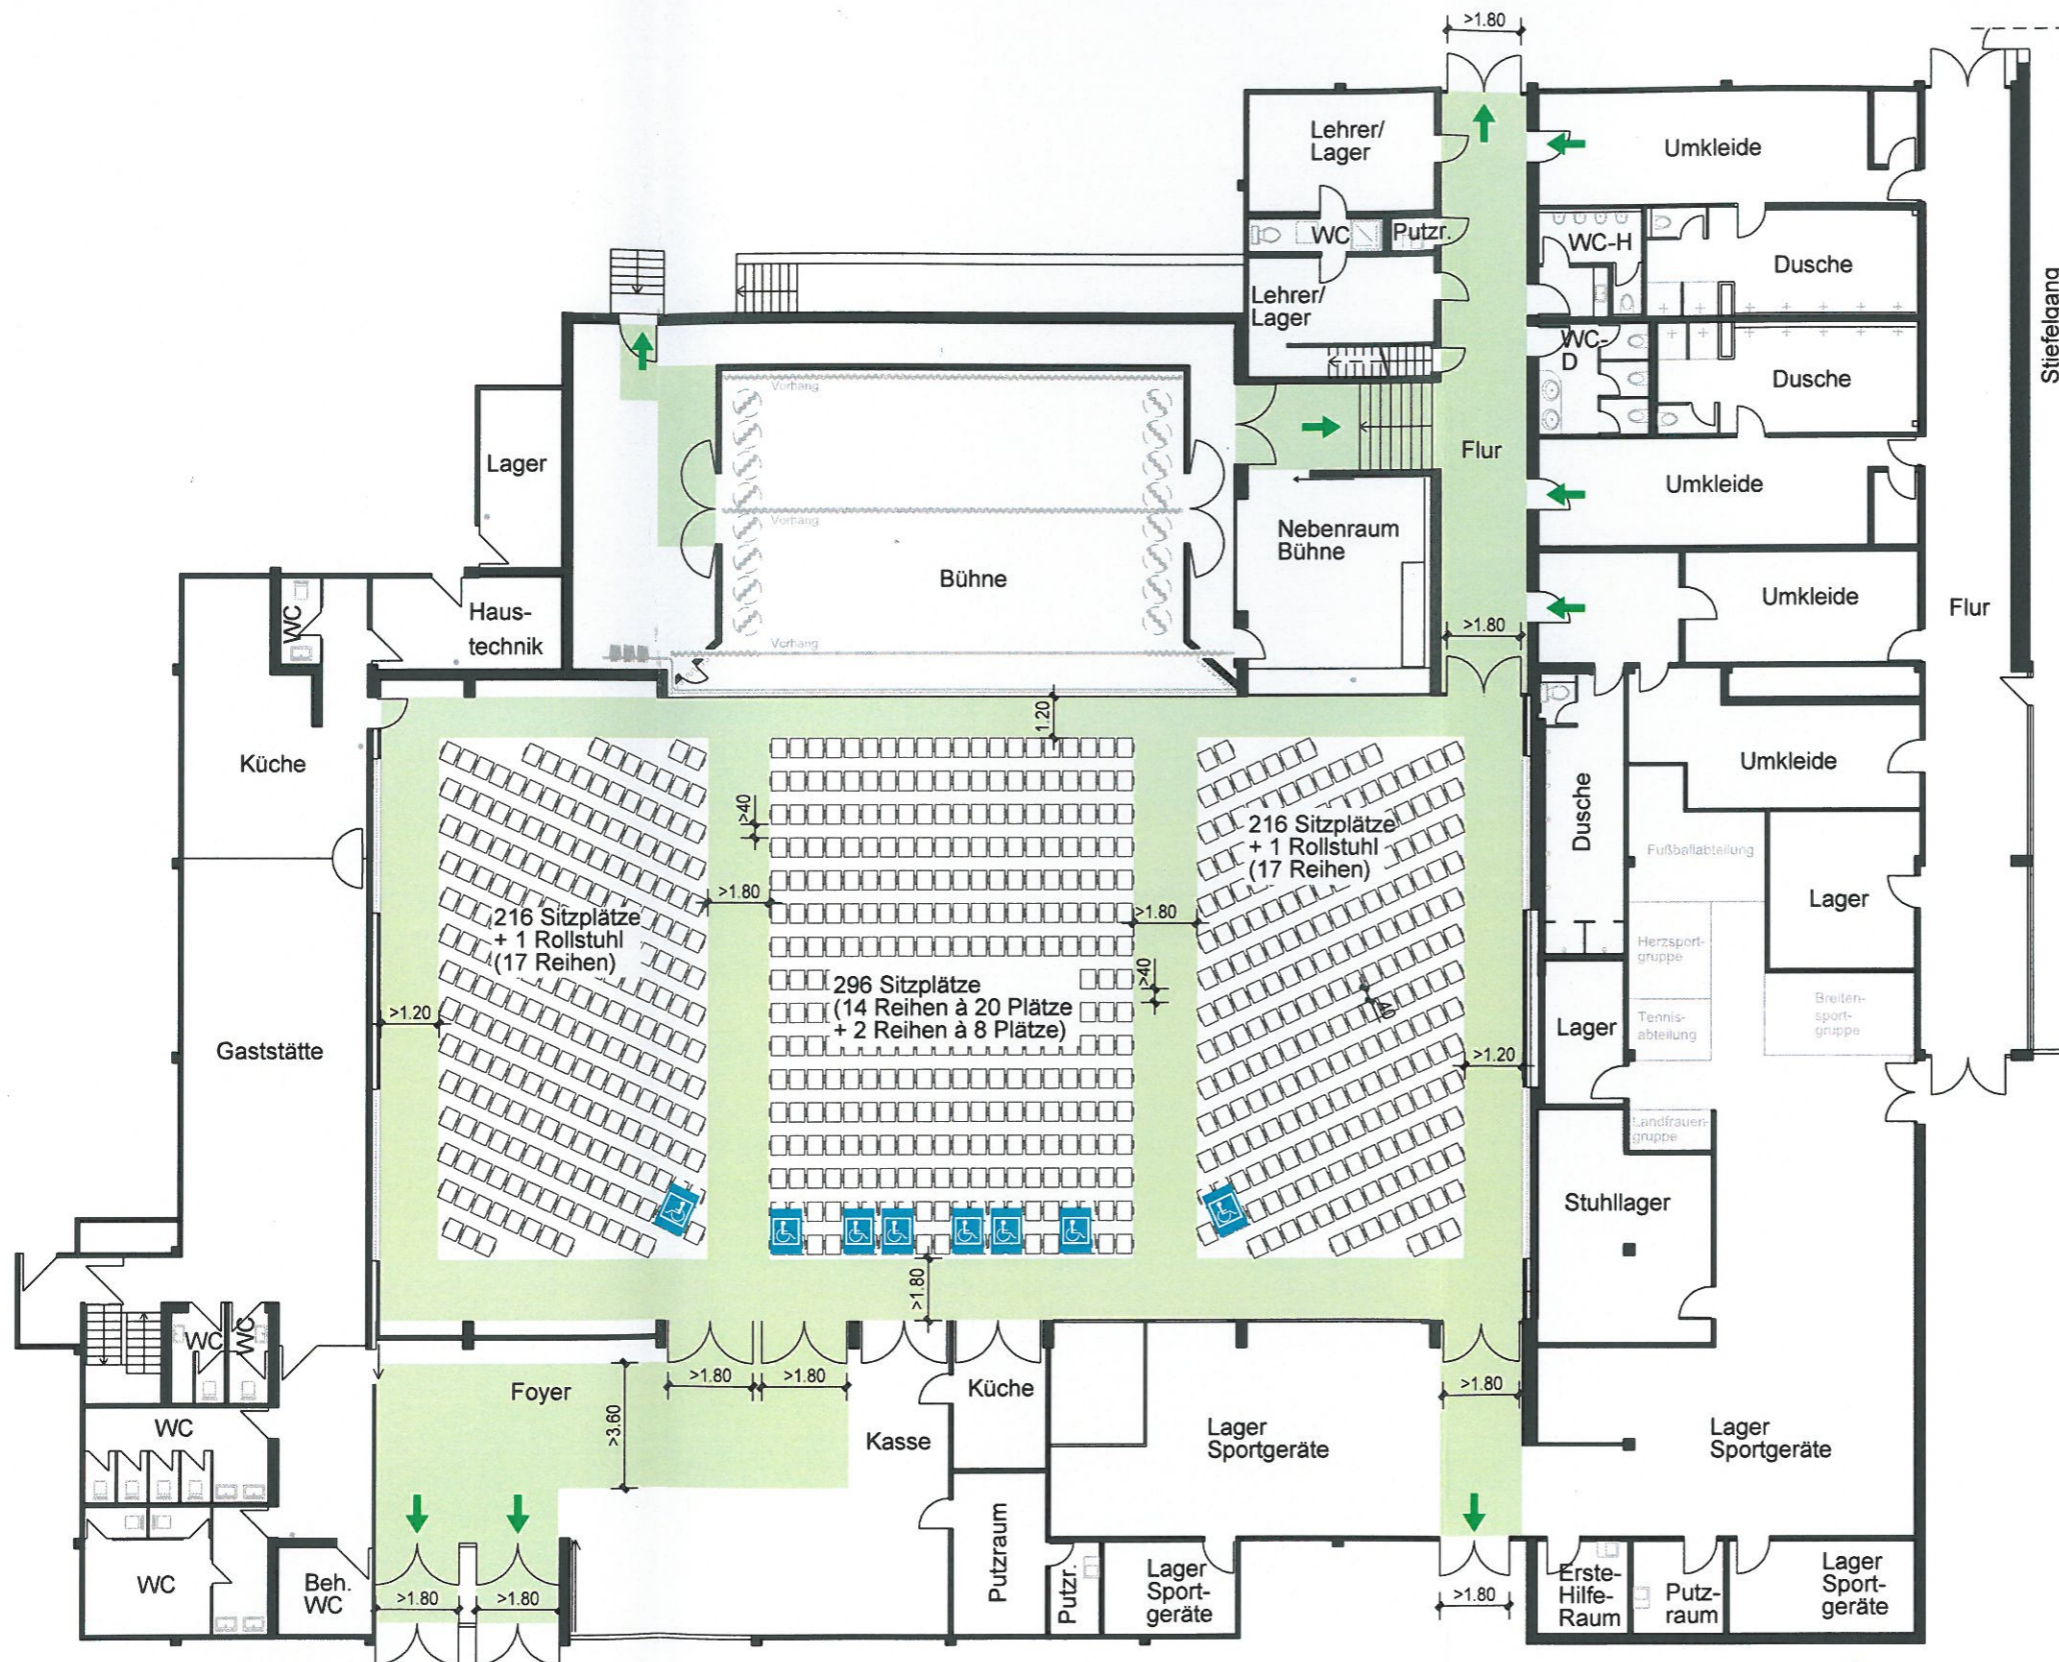 >1.80
Lehrer/
Lager
Umkleide
WC
Putzr.
WC-H
Dusche
Lehrer/
Lager
WC-
D
Dusche
Stiefelgang
Vorhang
Lager
Flur
Umkleide
Vorhang
Nebenraum
Bühne
Bühne
WC
Haus-
technik
Umkleide
Flur
>1.80
Vorhang
1.20
Küche
Umkleide
>40
Dusche
216 Sitzplätze
+ 1 Rollstuhl
(17 Reihen)
Fußballabteilung
>1.80
Lager
216 Sitzplätze
+ 1 Rollstuhl
(17 Reihen)
>1.80
Herzsport-
gruppe
>40
296 Sitzplätze
(14 Reihen à 20 Plätze
+ 2 Reihen à 8 Plätze)
>40
>1.20
Breiten-
sport-
gruppe
Tennis-
abteilung
Lager
Gaststätte
>1.20
Landfrauen-
gruppe
Stuhllager
>1.80
WC
WC
>1.80
>1.80
>1.80
Foyer
Küche
>3.60
WC
Kasse
Lager
Sportgeräte
Lager
Sportgeräte
Putzraum
WC
Beh.
WC
>1.80
>1.80
Putzr.
Lager
Sport-
geräte
>1.80
Erste-
Hilfe-
Raum
Putz-
raum
Lager
Sport-
geräte